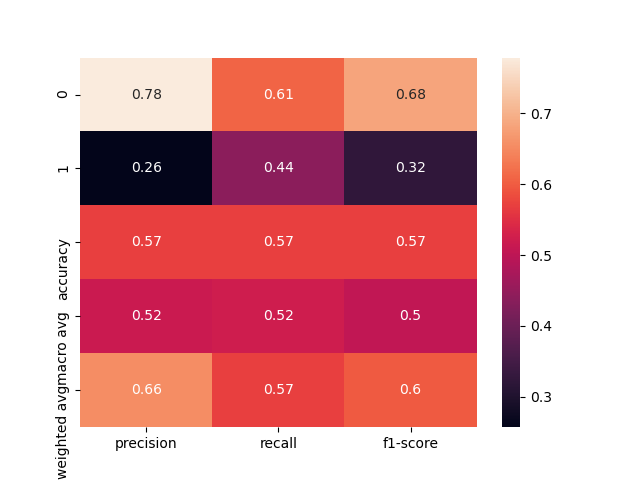 0 0.78 0.61 0.68
1 0.26 0.44 0.32
accuracy 0.57 0.57 0.57
macro avg 0.52 0.52 0.5
weighted avg 0.66 0.57 0.6
precision recall f1-score
0.7
0.6
0.5
0.4
0.3